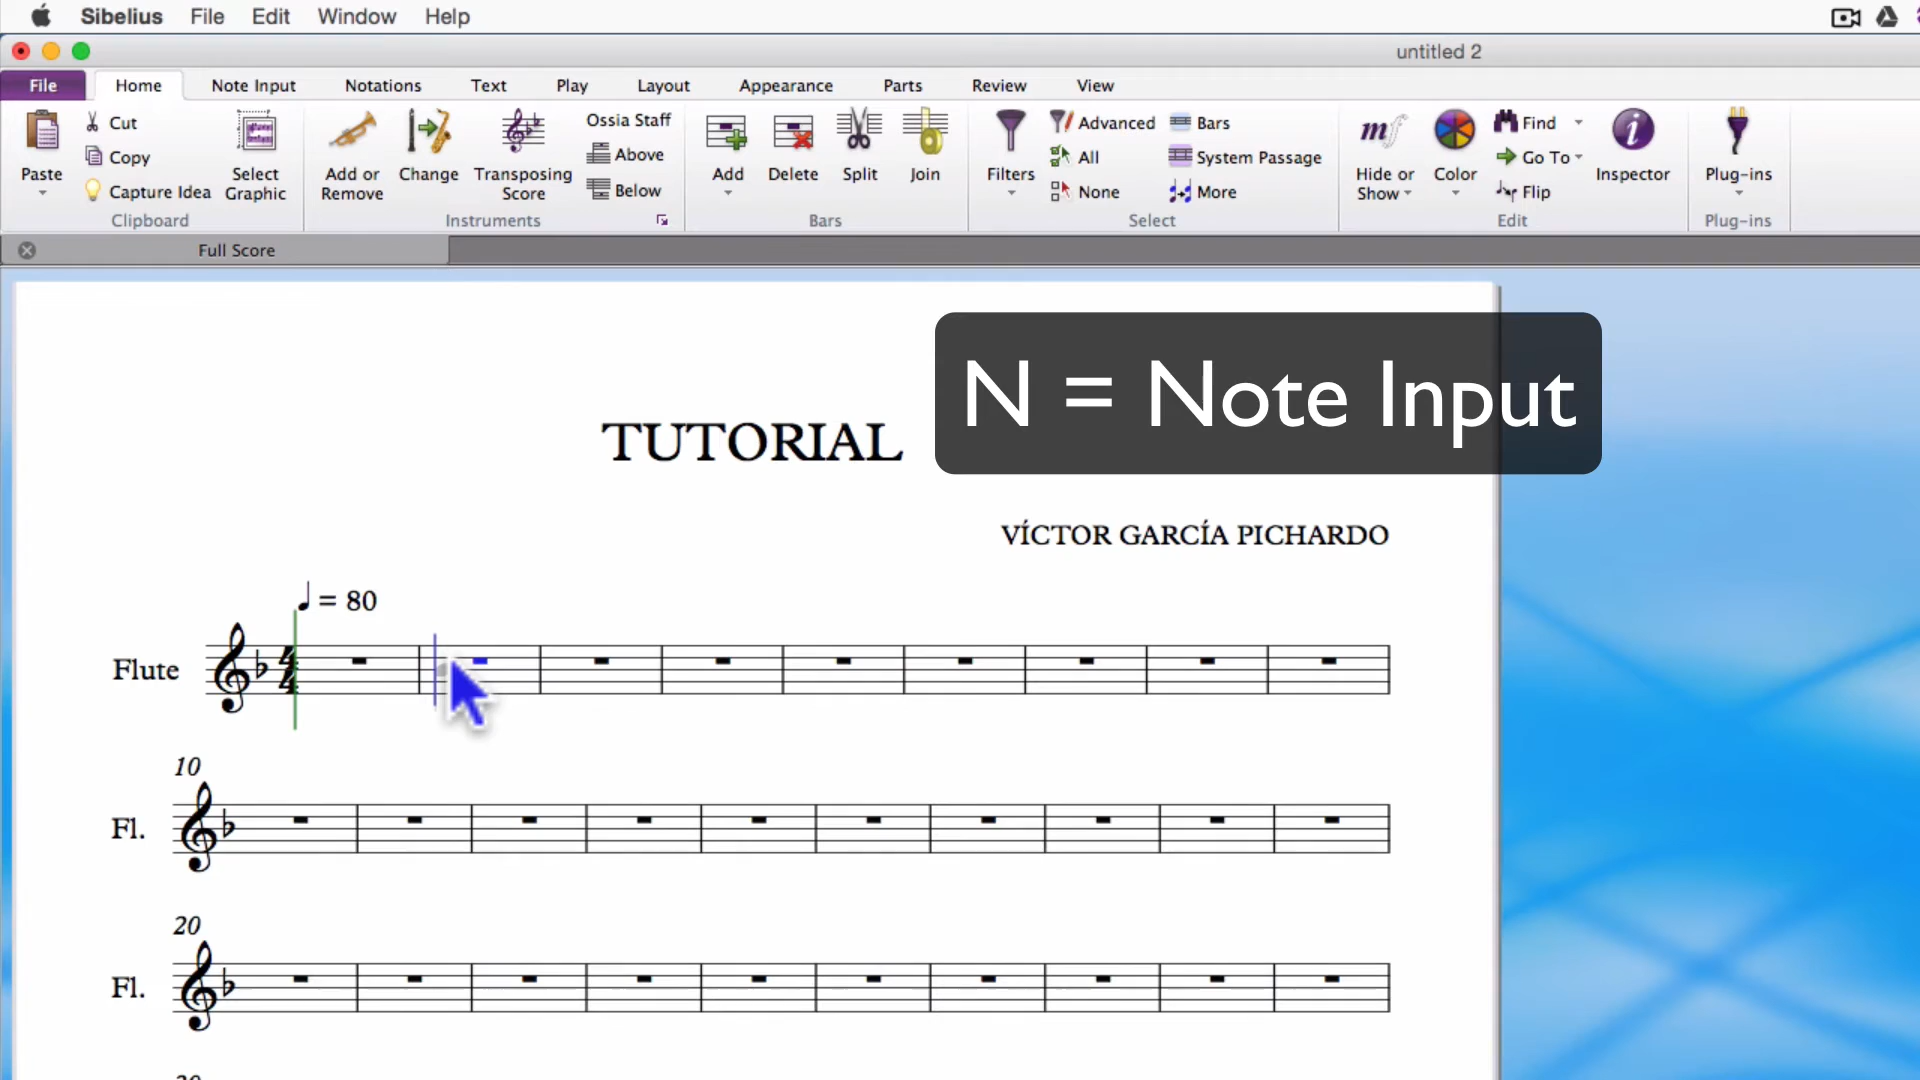 Sibelius File Edit Window Help
untitled 2
File Home Note Input Notations Text Play Layout Appearance Parts Review View
Paste
Cut
Copy
Capture Idea
Select Graphic
Clipboard
Add or Remove
Change
Transposing Score
Ossia Staff
Above
Below
Instruments
Add
Delete
Split
Join
Bars
Filters
Advanced
All
None
Bars
System Passage
More
Select
mf
Hide or Show
Color
Find
Go To
Flip
i
Inspector
Edit
Plug-ins
Plug-ins
Full Score
N = Note Input
TUTORIAL
VÍCTOR GARCÍA PICHARDO
= 80
Flute
4
4
10
Fl.
20
Fl.